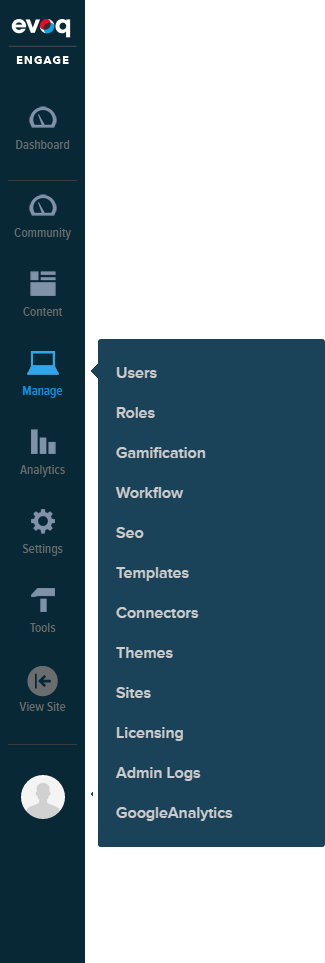 evoq
ENGAGE
Dashboard
Community
Content
Manage
Analytics
Settings
Tools
View Site
Users
Roles
Gamification
Workflow
Seo
Templates
Connectors
Themes
Sites
Licensing
Admin Logs
GoogleAnalytics